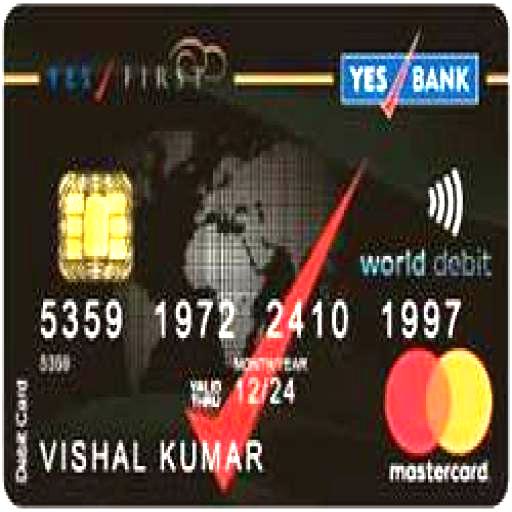 YES FIRST
YES BANK
world debit
5359 1972 2410 1997
5359
MONTH/YEAR
VALID THRU 12/24
Debit Card
VISHAL KUMAR
mastercard